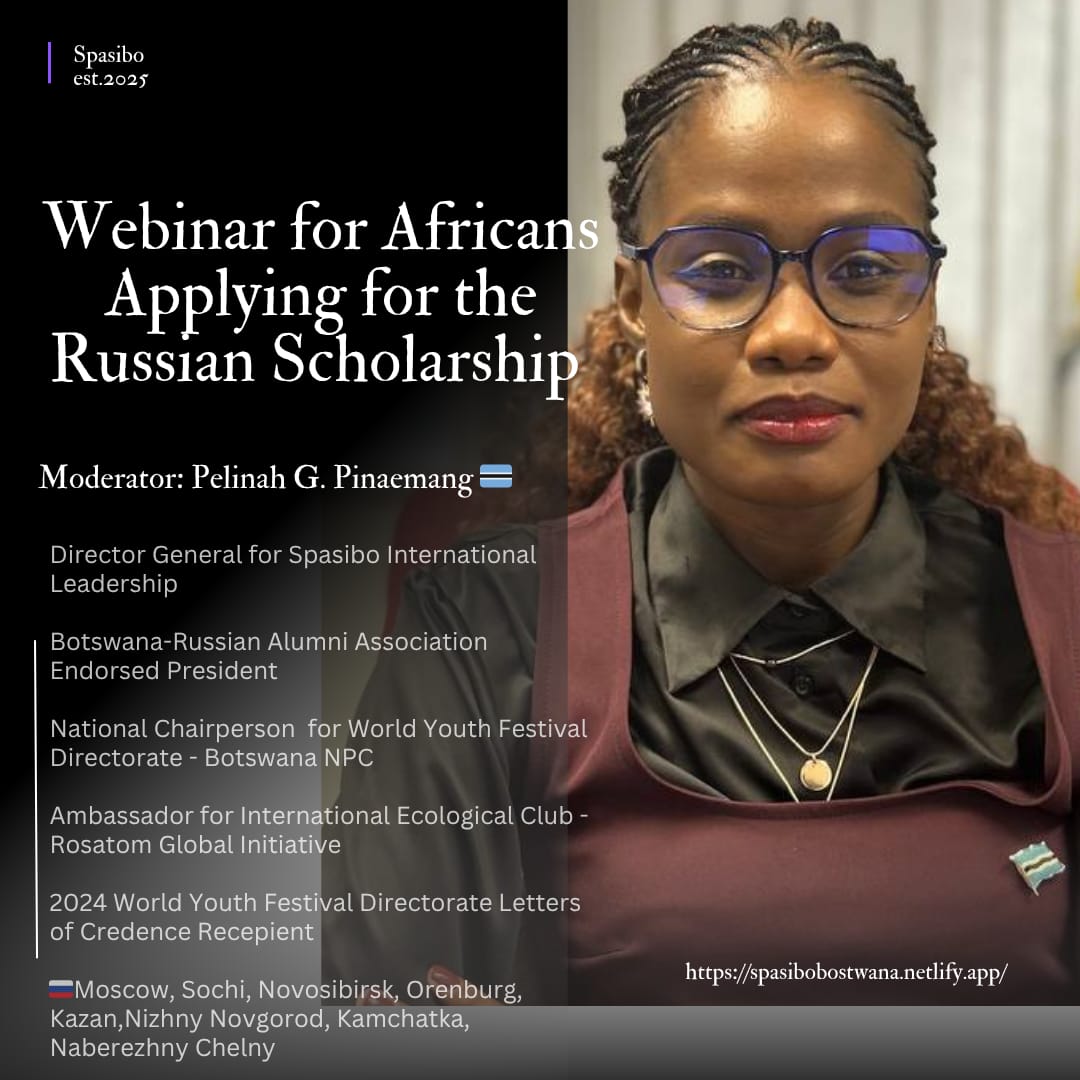 Spasibo
est.2025
Webinar for Africans
Applying for the
Russian Scholarship
Moderator: Pelinah G. Pinaemang 🇧🇼
Director General for Spasibo International
Leadership
Botswana-Russian Alumni Association
Endorsed President
National Chairperson for World Youth Festival
Directorate - Botswana NPC
Ambassador for International Ecological Club -
Rosatom Global Initiative
2024 World Youth Festival Directorate Letters
of Credence Recepient
🇷🇺Moscow, Sochi, Novosibirsk, Orenburg,
Kazan,Nizhny Novgorod, Kamchatka,
Naberezhny Chelny
https://spasibobostwana.netlify.app/